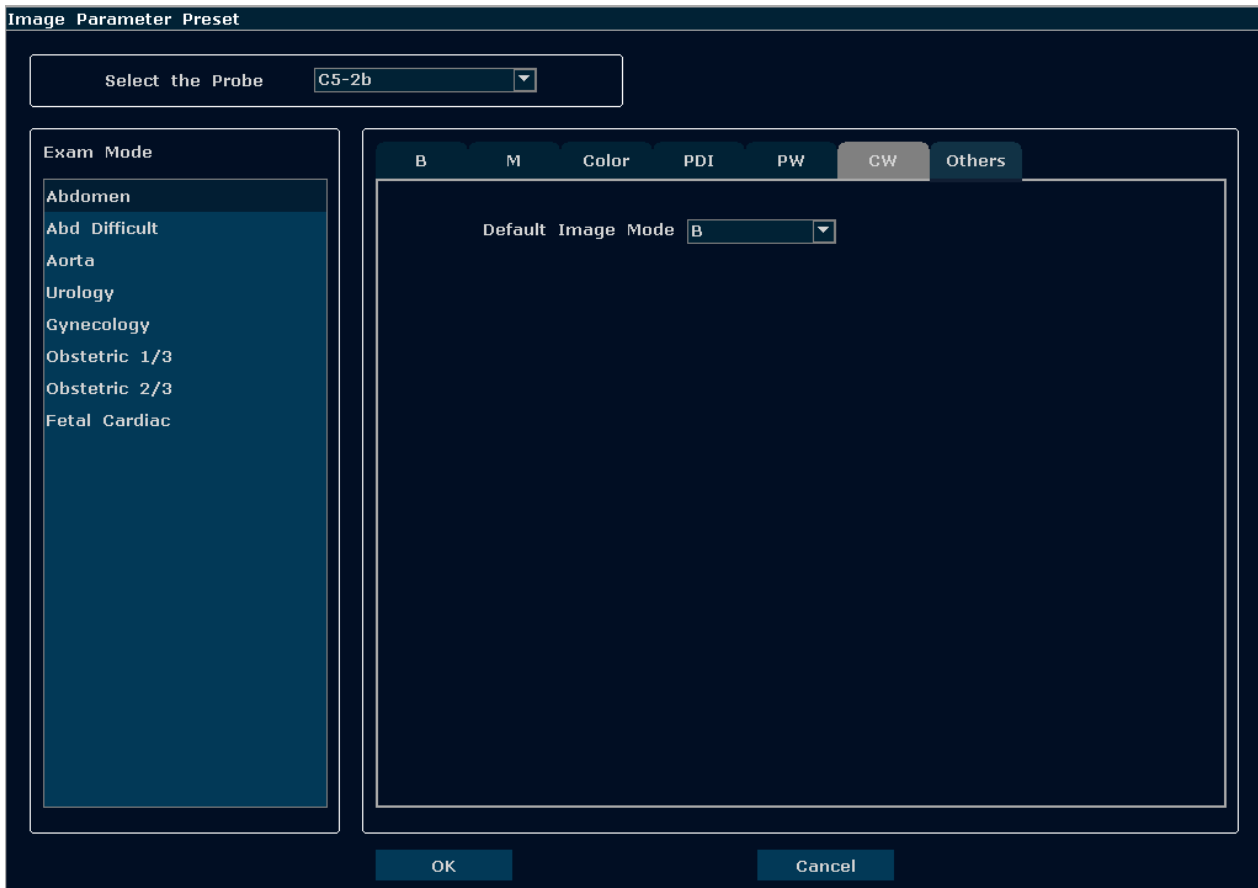 Image Parameter Preset
Select the Probe C5-2b
Exam Mode
B M Color PDI PW CW Others
Abdomen
Abd Difficult
Aorta
Urology
Gynecology
Obstetric 1/3
Obstetric 2/3
Fetal Cardiac
Default Image Mode B
OK Cancel